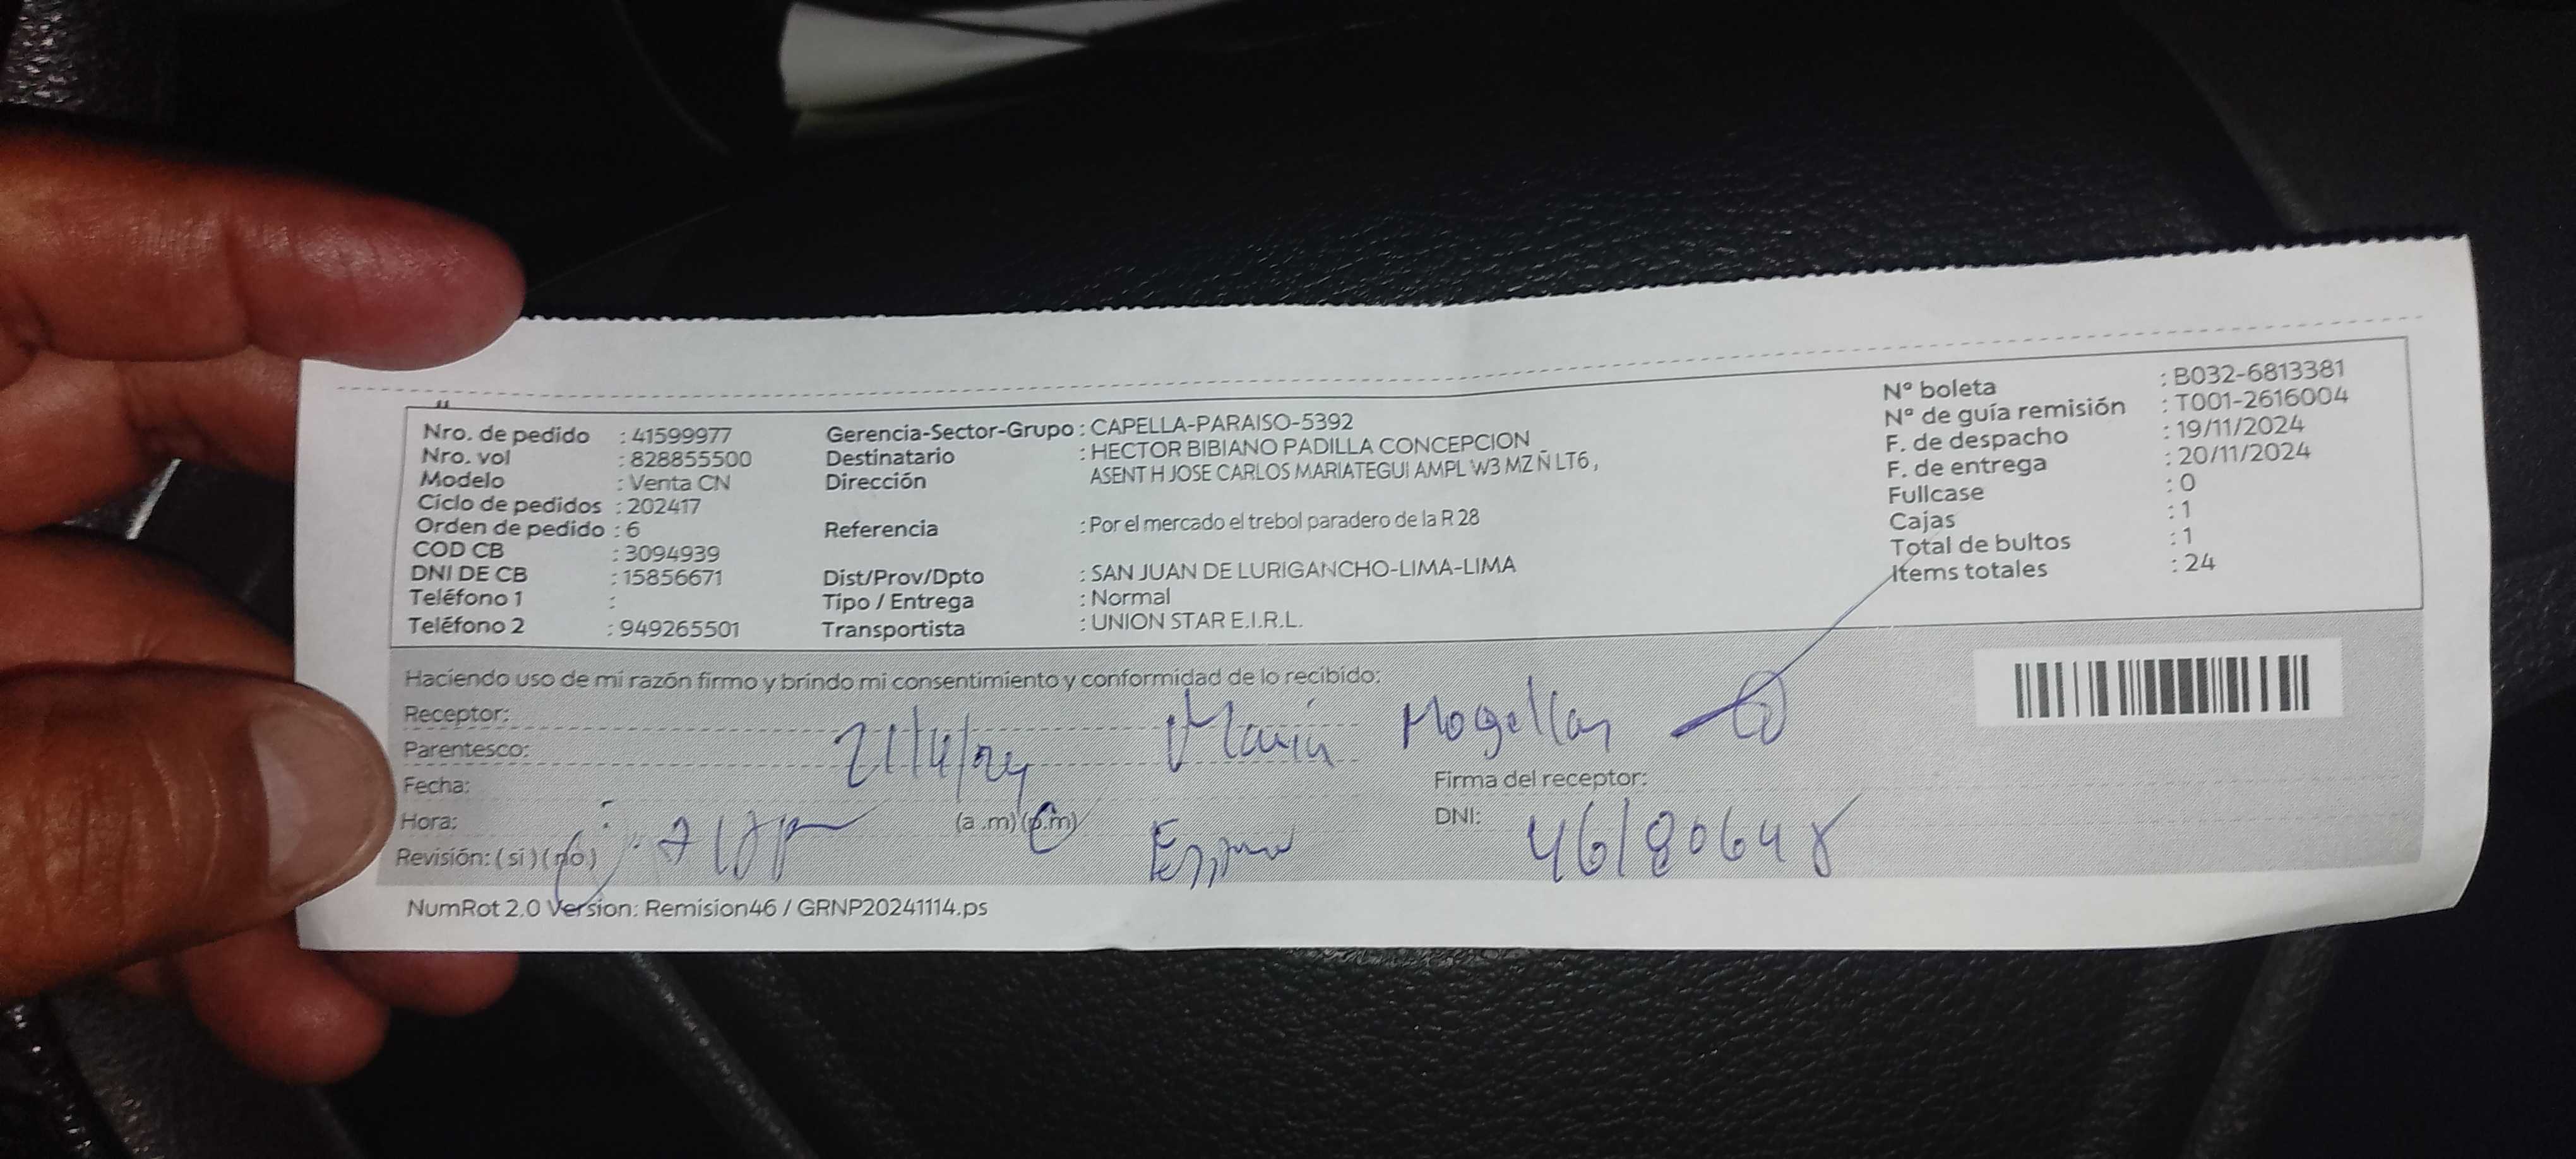 Nro. de pedido : 41599977
Nro. vol : 828855500
Modelo : Venta CN
Ciclo de pedidos : 202417
Orden de pedido : 6
COD CB : 3094939
DNI DE CB : 15856671
Teléfono 1 :
Teléfono 2 : 949265501
Gerencia-Sector-Grupo : CAPELLA-PARAISO-5392
Destinatario : HECTOR BIBIANO PADILLA CONCEPCION
Dirección ASENT H JOSE CARLOS MARIATEGUI AMPL W3 MZ Ñ LT6 ,
Referencia : Por el mercado el trebol paradero de la R 28
Dist/Prov/Dpto : SAN JUAN DE LURIGANCHO-LIMA-LIMA
Tipo / Entrega : Normal
Transportista : UNION STAR E.I.R.L.
N° boleta : B032-6813381
N° de guía remisión : T001-2616004
F. de despacho : 19/11/2024
F. de entrega : 20/11/2024
Fullcase : 0
Cajas : 1
Total de bultos : 1
Items totales : 24
Haciendo uso de mi razón firmo y brindo mi consentimiento y conformidad de lo recibido:
Receptor:
Maria Mogollan
Parentesco:
Fecha:
Firma del receptor:
Hora: (a .m) (p.m)
DNI: 46180648
Revisión: ( sí ) ( no )
NumRot 2.0 Version: Remision46 / GRNP20241114.ps